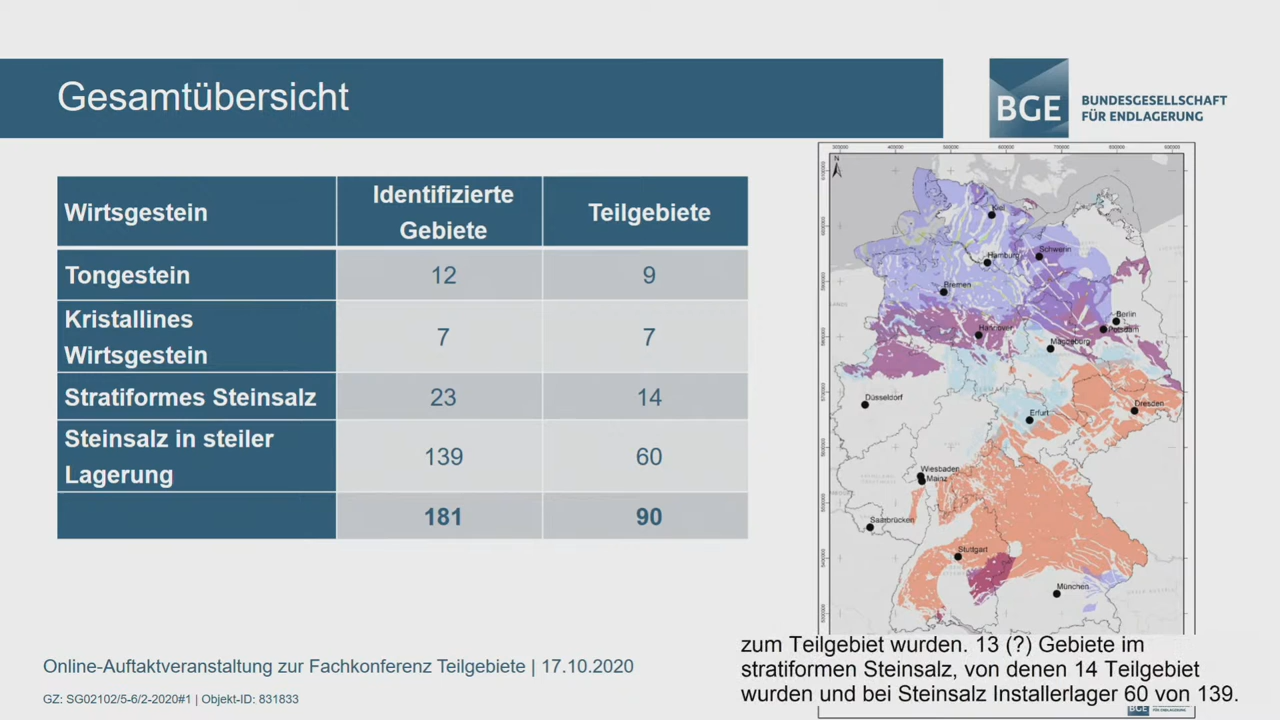 Gesamtübersicht
BGE
BUNDESGESELLSCHAFT
FÜR ENDLAGERUNG
Wirtsgestein
Identifizierte
Gebiete
Teilgebiete
Tongestein
12
9
Kristallines
Wirtsgestein
7
7
Stratiformes Steinsalz
23
14
Steinsalz in steiler
Lagerung
139
60
181
90
N
Kiel
Schwerin
Hamburg
Bremen
Berlin
Potsdam
Hannover
Magdeburg
Düsseldorf
Dresden
Erfurt
Wiesbaden
Mainz
Saarbrücken
Stuttgart
München
zum Teilgebiet wurden. 13 (?) Gebiete im
stratiformen Steinsalz, von denen 14 Teilgebiet
wurden und bei Steinsalz Installerlager 60 von 139.
Online-Auftaktveranstaltung zur Fachkonferenz Teilgebiete | 17.10.2020
GZ: SG02102/5-6/2-2020#1 | Objekt-ID: 831833
BGE